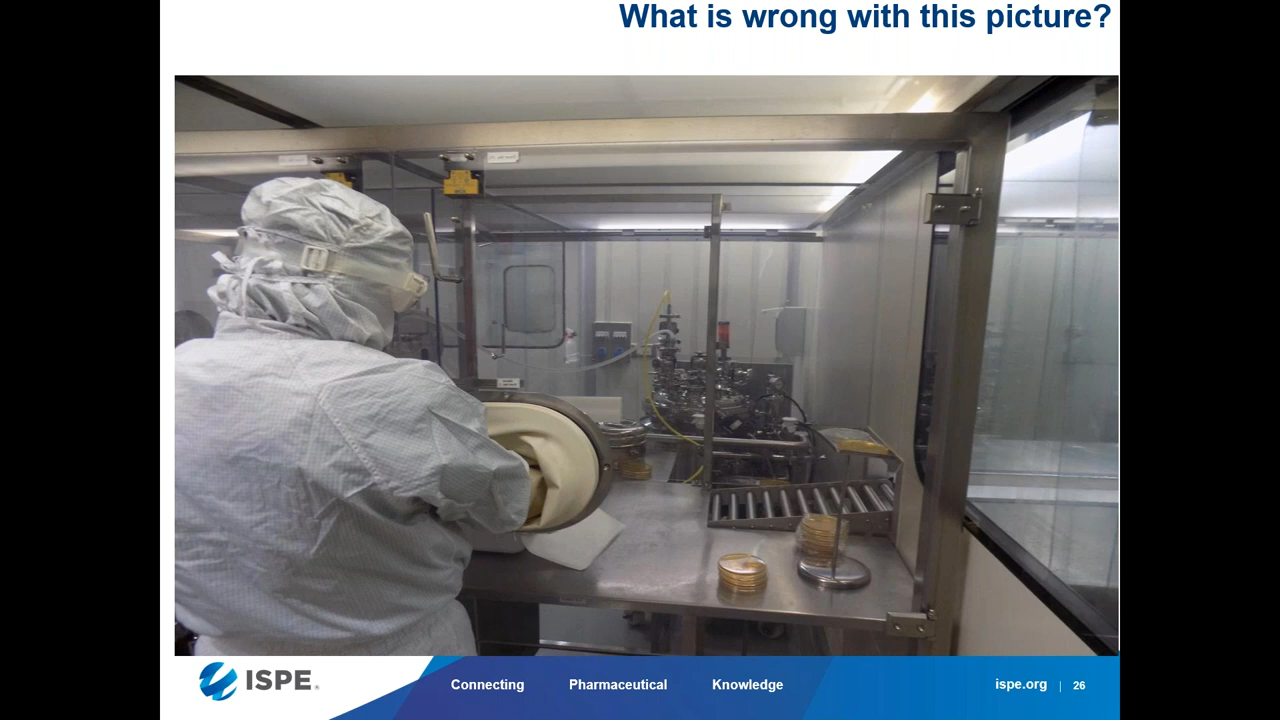 What is wrong with this picture?
ISPE®
Connecting Pharmaceutical Knowledge
ispe.org | 26